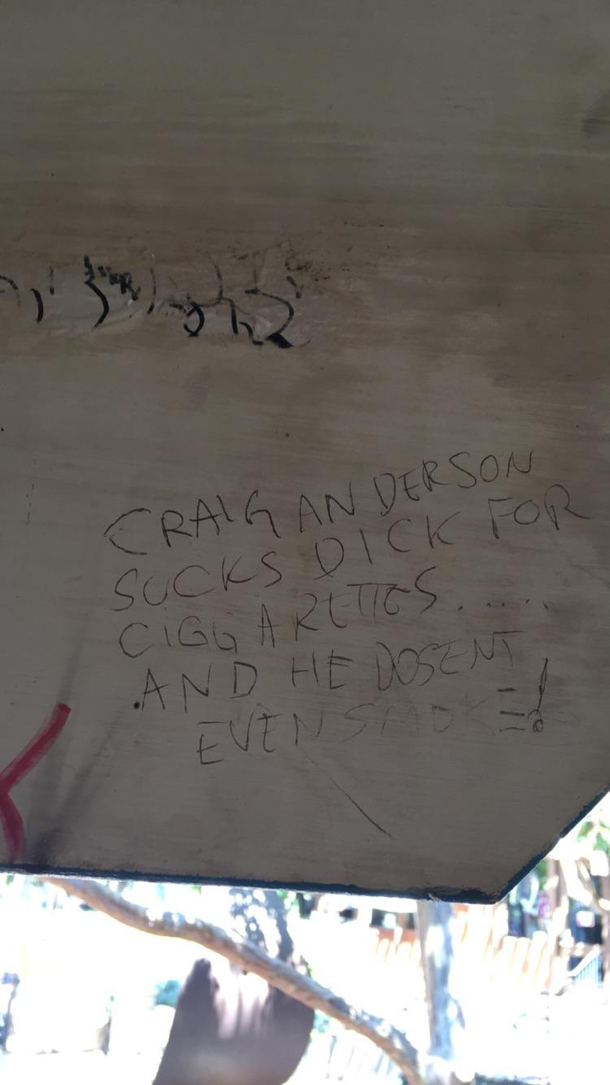 CRAIG ANDERSON
SUCKS DICK FOR
CIGGARETTES......
AND HE DOSENT
EVEN SMOKE!